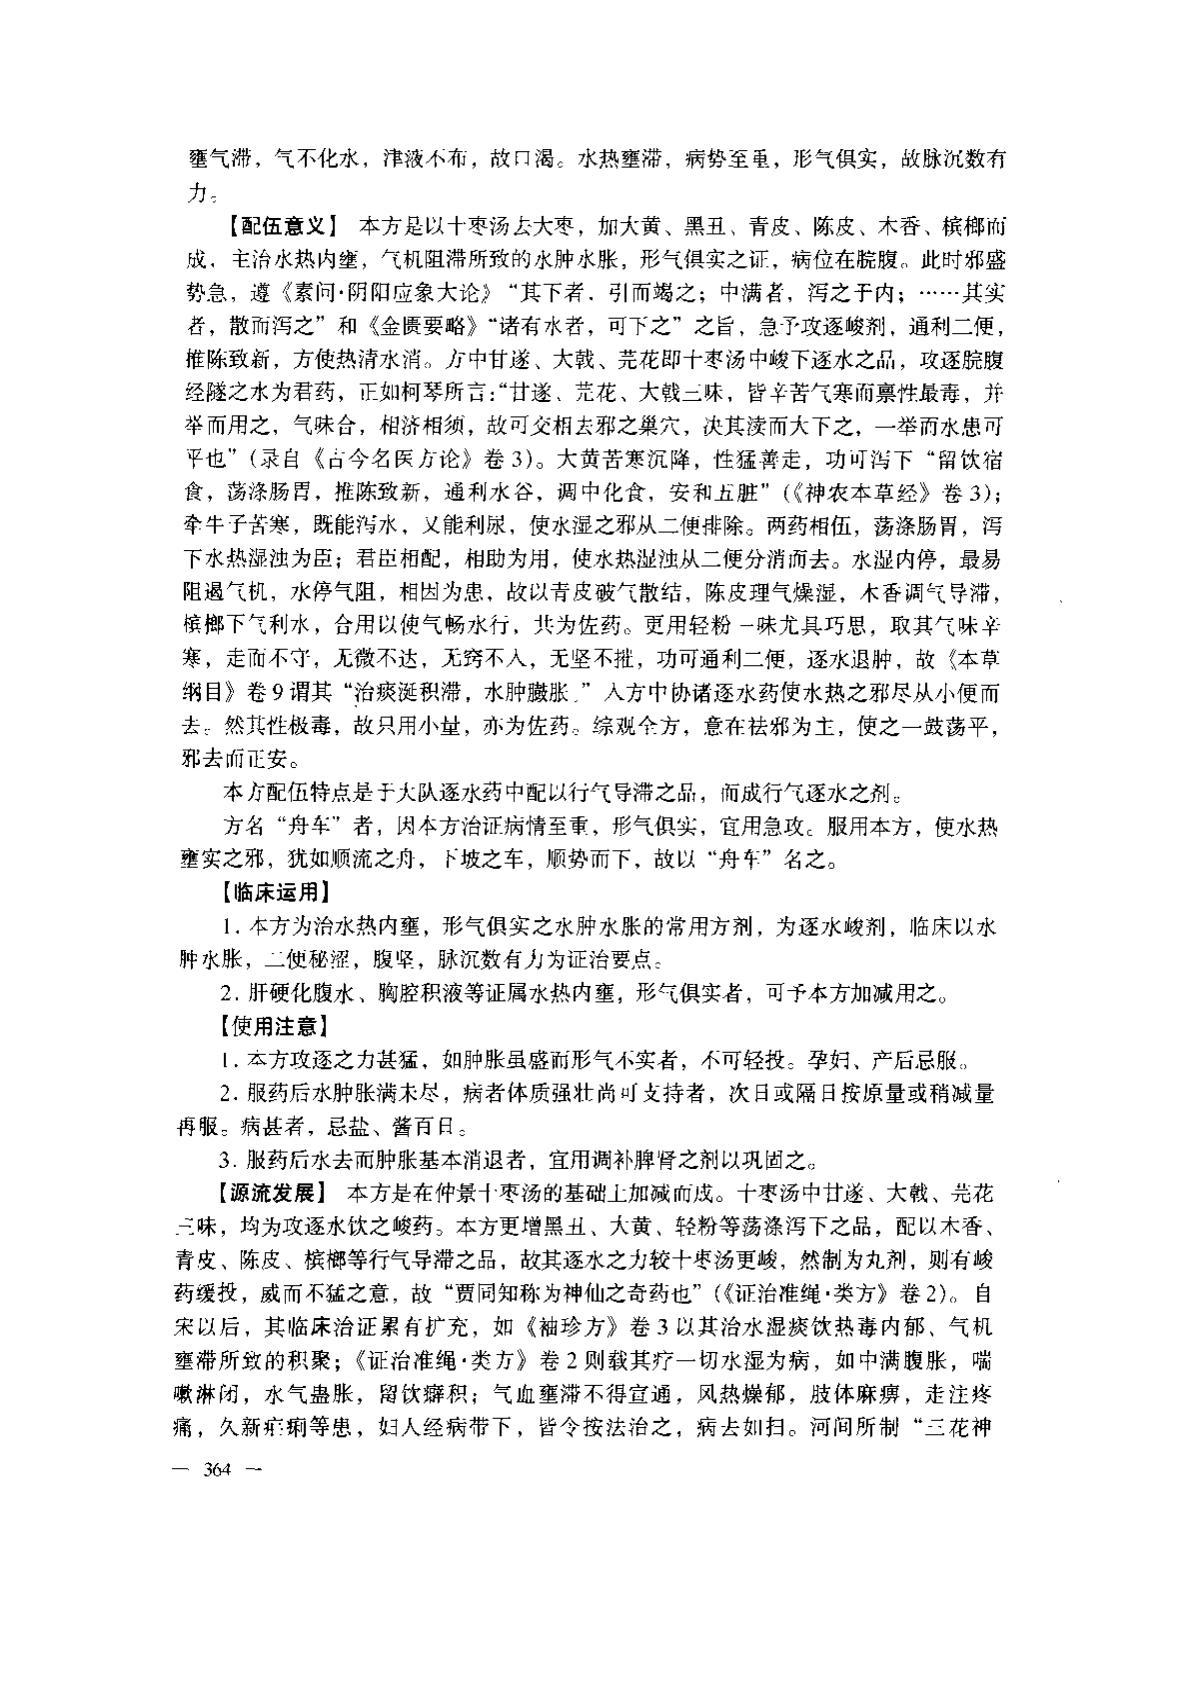 壅气滞，气不化水，津液不布，故口渴。水热壅滞，病势至重，形气俱实，故脉沉数有
力。
【配伍意义】 本方是以十枣汤去大枣，加大黄、黑丑、青皮、陈皮、木香、槟榔而
成，主治水热内壅，气机阻滞所致的水肿水胀，形气俱实之证，病位在脘腹。此时邪盛
势急，遵《素问·阴阳应象大论》“其下者，引而竭之；中满者，泻之于内；……其实
者，散而泻之”和《金匮要略》“诸有水者，可下之”之旨，急予攻逐峻剂，通利二便，
推陈致新，方使热清水消。方中甘遂、大戟、芫花即十枣汤中峻下逐水之品，攻逐脘腹
经隧之水为君药，正如柯琴所言：“甘遂、芫花、大戟三味，皆辛苦气寒而禀性最毒，并
举而用之，气味合，相济相须，故可交相去邪之巢穴，决其渎而大下之，一举而水患可
平也”（录自《古今名医方论》卷3）。大黄苦寒沉降，性猛善走，功可泻下“留饮宿
食，荡涤肠胃，推陈致新，通利水谷，调中化食，安和五脏”（《神农本草经》卷3）；
牵牛子苦寒，既能泻水，又能利尿，使水湿之邪从二便排除。两药相伍，荡涤肠胃，泻
下水热湿浊为臣；君臣相配，相助为用，使水热湿浊从二便分消而去。水湿内停，最易
阻遏气机，水停气阻，相因为患，故以青皮破气散结，陈皮理气燥湿，木香调气导滞，
槟榔下气利水，合用以使气畅水行，共为佐药。更用轻粉一味尤具巧思，取其气味辛
寒，走而不守，无微不达，无窍不入，无坚不摧，功可通利二便，逐水退肿，故《本草
纲目》卷9谓其“治痰涎积滞，水肿臌胀。”入方中协诸逐水药使水热之邪尽从小便而
去。然其性极毒，故只用小量，亦为佐药。综观全方，意在祛邪为主，使之一鼓荡平，
邪去而正安。
本方配伍特点是于大队逐水药中配以行气导滞之品，而成行气逐水之剂。
方名“舟车”者，因本方治证病情至重，形气俱实，宜用急攻。服用本方，使水热
壅实之邪，犹如顺流之舟，下坡之车，顺势而下，故以“舟车”名之。
【临床运用】
1. 本方为治水热内壅，形气俱实之水肿水胀的常用方剂，为逐水峻剂，临床以水
肿水胀，二便秘涩，腹坚，脉沉数有力为证治要点。
2. 肝硬化腹水、胸腔积液等证属水热内壅，形气俱实者，可予本方加减用之。
【使用注意】
1. 本方攻逐之力甚猛，如肿胀虽盛而形气不实者，不可轻投。孕妇、产后忌服。
2. 服药后水肿胀满未尽，病者体质强壮尚可支持者，次日或隔日按原量或稍减量
再服。病甚者，忌盐、酱百日。
3. 服药后水去而肿胀基本消退者，宜用调补脾肾之剂以巩固之。
【源流发展】 本方是在仲景十枣汤的基础上加减而成。十枣汤中甘遂、大戟、芫花
三味，均为攻逐水饮之峻药。本方更增黑丑、大黄、轻粉等荡涤泻下之品，配以木香、
青皮、陈皮、槟榔等行气导滞之品，故其逐水之力较十枣汤更峻，然制为丸剂，则有峻
药缓投，威而不猛之意，故“贾同知称为神仙之奇药也”（《证治准绳·类方》卷2）。自
宋以后，其临床治证累有扩充，如《袖珍方》卷3以其治水湿痰饮热毒内郁、气机
壅滞所致的积聚；《证治准绳·类方》卷2则载其疗一切水湿为病，如中满腹胀，喘
嗽淋闭，水气蛊胀，留饮癖积；气血壅滞不得宣通，风热燥郁，肢体麻痹，走注疼
痛，久新疟痢等患，妇人经病带下，皆令按法治之，病去如扫。河间所制“三花神
— 364 —